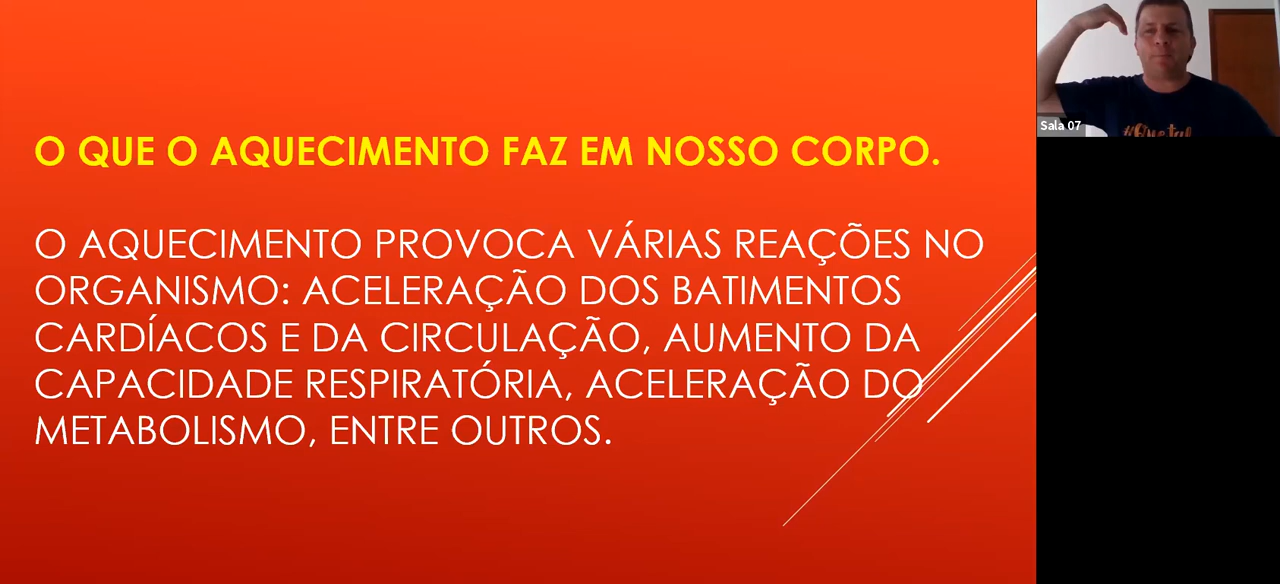 O QUE O AQUECIMENTO FAZ EM NOSSO CORPO.
O AQUECIMENTO PROVOCA VÁRIAS REAÇÕES NO
ORGANISMO: ACELERAÇÃO DOS BATIMENTOS
CARDÍACOS E DA CIRCULAÇÃO, AUMENTO DA
CAPACIDADE RESPIRATÓRIA, ACELERAÇÃO DO
METABOLISMO, ENTRE OUTROS.
Sala 07